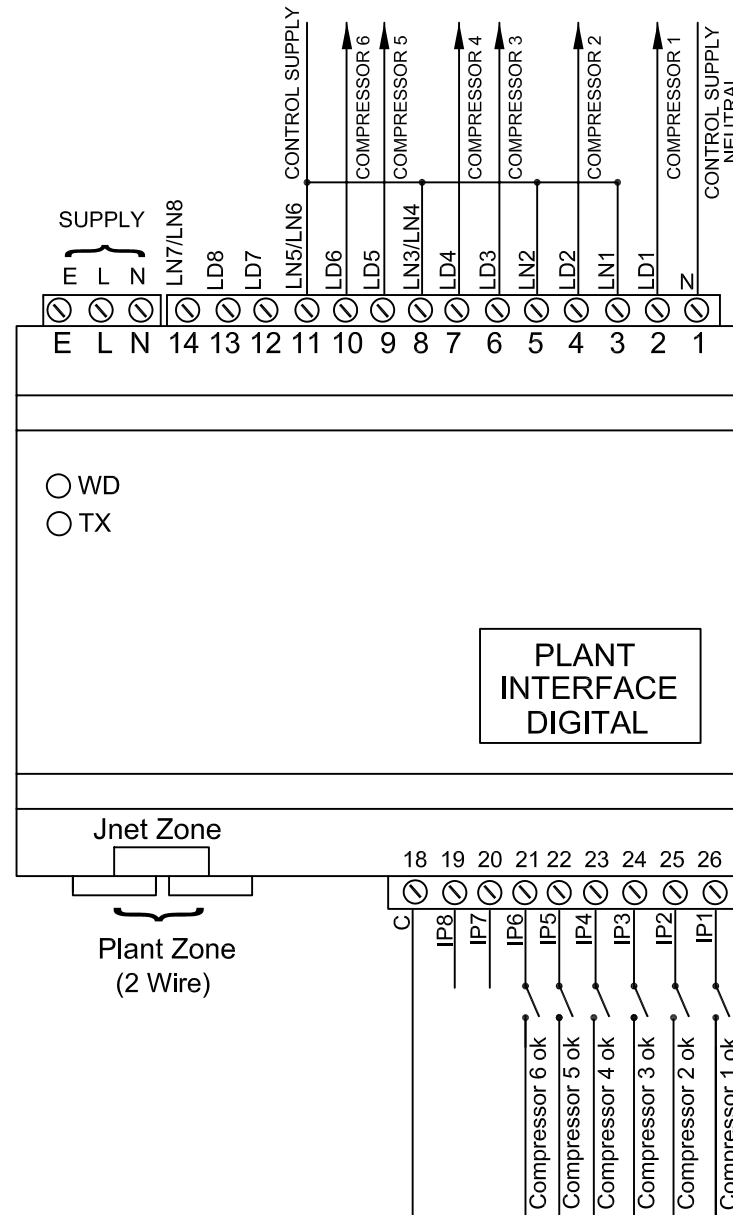 CONTROL SUPPLY
COMPRESSOR 6
COMPRESSOR 5
COMPRESSOR 4
COMPRESSOR 3
COMPRESSOR 2
COMPRESSOR 1
CONTROL SUPPLY
NEUTRAL
SUPPLY
E L N
LN7/LN8
LD8
LD7
LN5/LN6
LD6
LD5
LN3/LN4
LD4
LD3
LN2
LD2
LN1
LD1
N
E L N 14 13 12 11 10 9 8 7 6 5 4 3 2 1
WD
TX
PLANT
INTERFACE
DIGITAL
Jnet Zone
Plant Zone
(2 Wire)
18 19 20 21 22 23 24 25 26
C
IP8
IP7
IP6
IP5
IP4
IP3
IP2
IP1
Compressor 6 ok
Compressor 5 ok
Compressor 4 ok
Compressor 3 ok
Compressor 2 ok
Compressor 1 ok